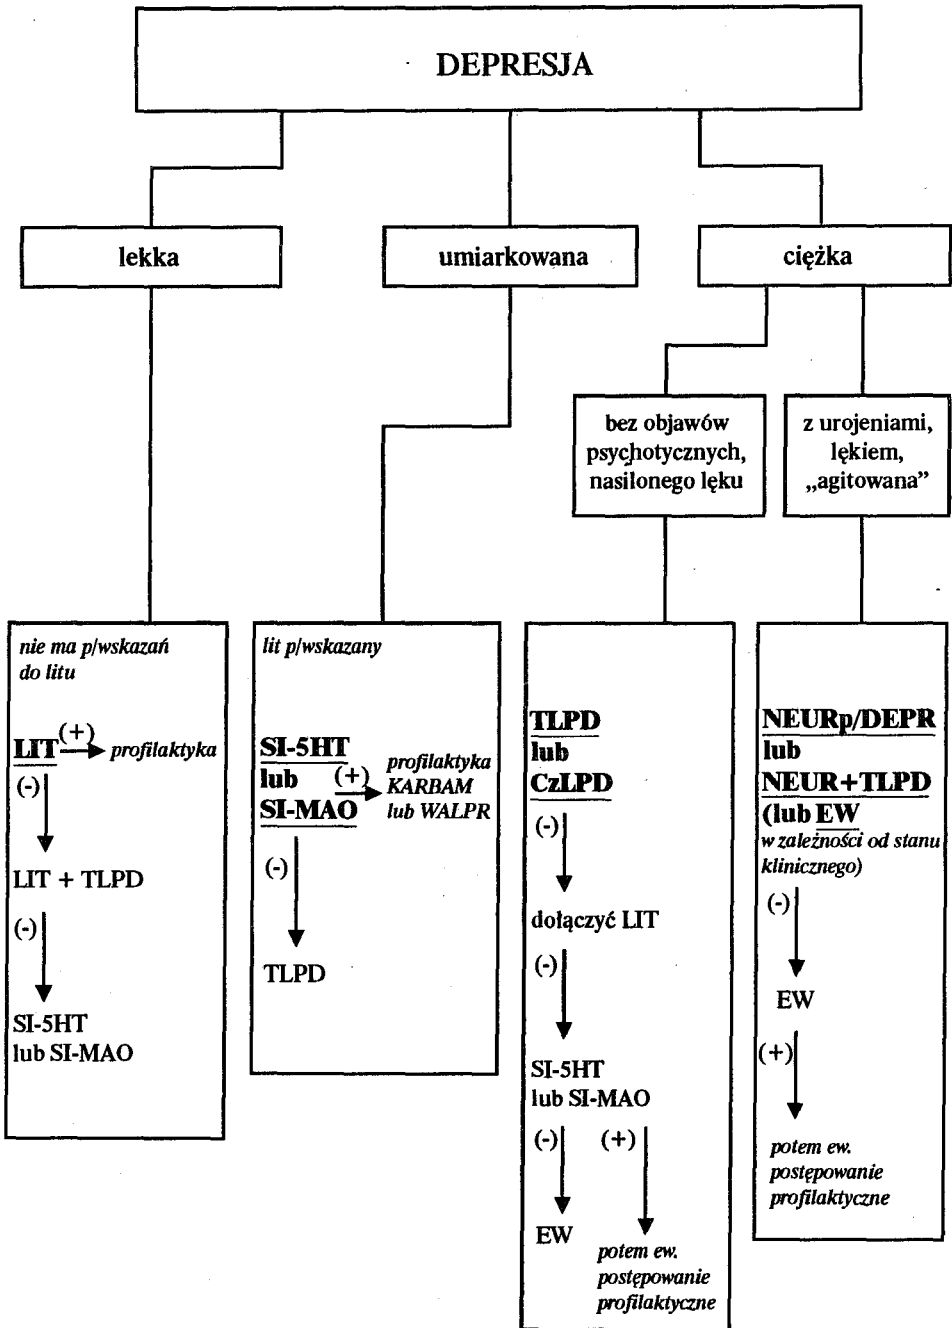 DEPRESJA
lekka
umiarkowana
ciężka
bez objawów
psychotycznych,
nasilonego lęku
z urojeniami,
lękiem,
„agitowana”
nie ma p/wskazań
do litu
LIT (+) profilaktyka
(-)
LIT + TLPD
(-)
SI-5HT
lub SI-MAO
lit p/wskazany
SI-5HT
lub (+)
SI-MAO
profilaktyka
KARBAM
lub WALPR
(-)
TLPD
TLPD
lub
CzLPD
(-)
dołączyć LIT
(-)
SI-5HT
lub SI-MAO
(-) (+)
EW
potem ew.
postępowanie
profilaktyczne
NEURp/DEPR
lub
NEUR+TLPD
(lub EW
w zależności od stanu
klinicznego)
(-)
EW
(+)
potem ew.
postępowanie
profilaktyczne